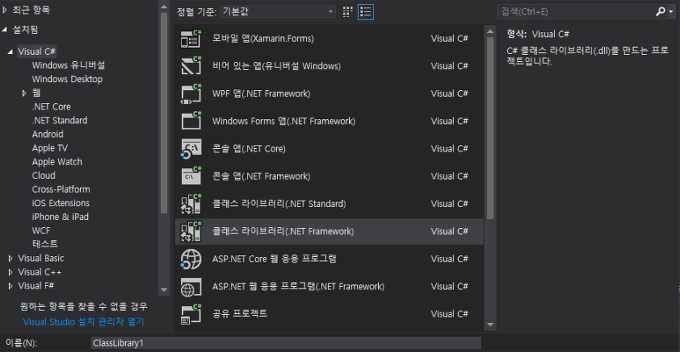 최근 항목
설치됨
Visual C#
Windows 유니버설
Windows Desktop
웹
.NET Core
.NET Standard
Android
Apple TV
Apple Watch
Cloud
Cross-Platform
iOS Extensions
iPhone & iPad
WCF
테스트
Visual Basic
Visual C++
Visual F#
원하는 항목을 찾을 수 없을 경우
Visual Studio 설치 관리자 열기
정렬 기준: 기본값
모바일 앱(Xamarin.Forms) Visual C#
비어 있는 앱(유니버설 Windows) Visual C#
WPF 앱(.NET Framework) Visual C#
Windows Forms 앱(.NET Framework) Visual C#
콘솔 앱(.NET Core) Visual C#
콘솔 앱(.NET Framework) Visual C#
클래스 라이브러리(.NET Standard) Visual C#
클래스 라이브러리(.NET Framework) Visual C#
ASP.NET Core 웹 응용 프로그램 Visual C#
ASP.NET 웹 응용 프로그램(.NET Framework) Visual C#
공유 프로젝트 Visual C#
검색(Ctrl+E)
형식: Visual C#
C# 클래스 라이브러리(.dll)를 만드는 프로
젝트입니다.
이름(N): ClassLibrary1